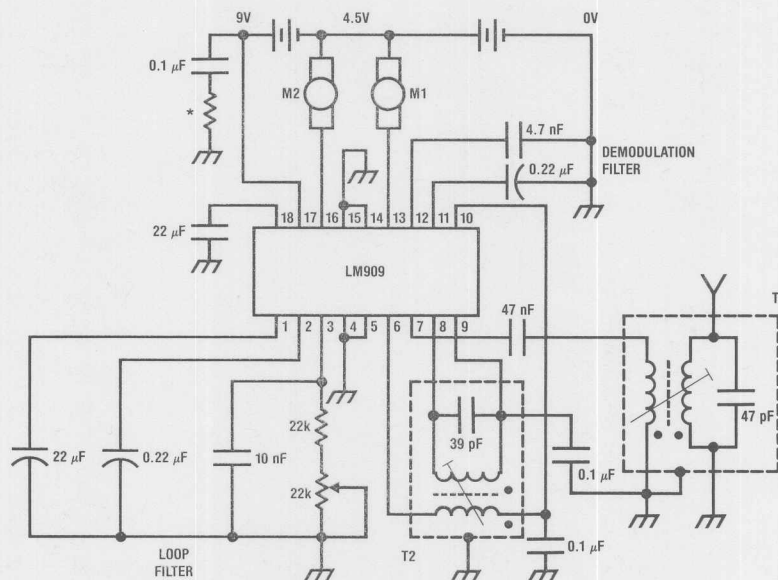 9V
4.5V
0V
0.1 µF
*
M2
M1
4.7 nF
0.22 µF
DEMODULATION
FILTER
22 µF
18 17 16 15 14 13 12 11 10
LM909
1 2 3 4 5 6 7 8 9
47 nF
T
22k
22k
39 pF
47 pF
22 µF
0.22 µF
10 nF
0.1 µF
0.1 µF
LOOP
FILTER
T2